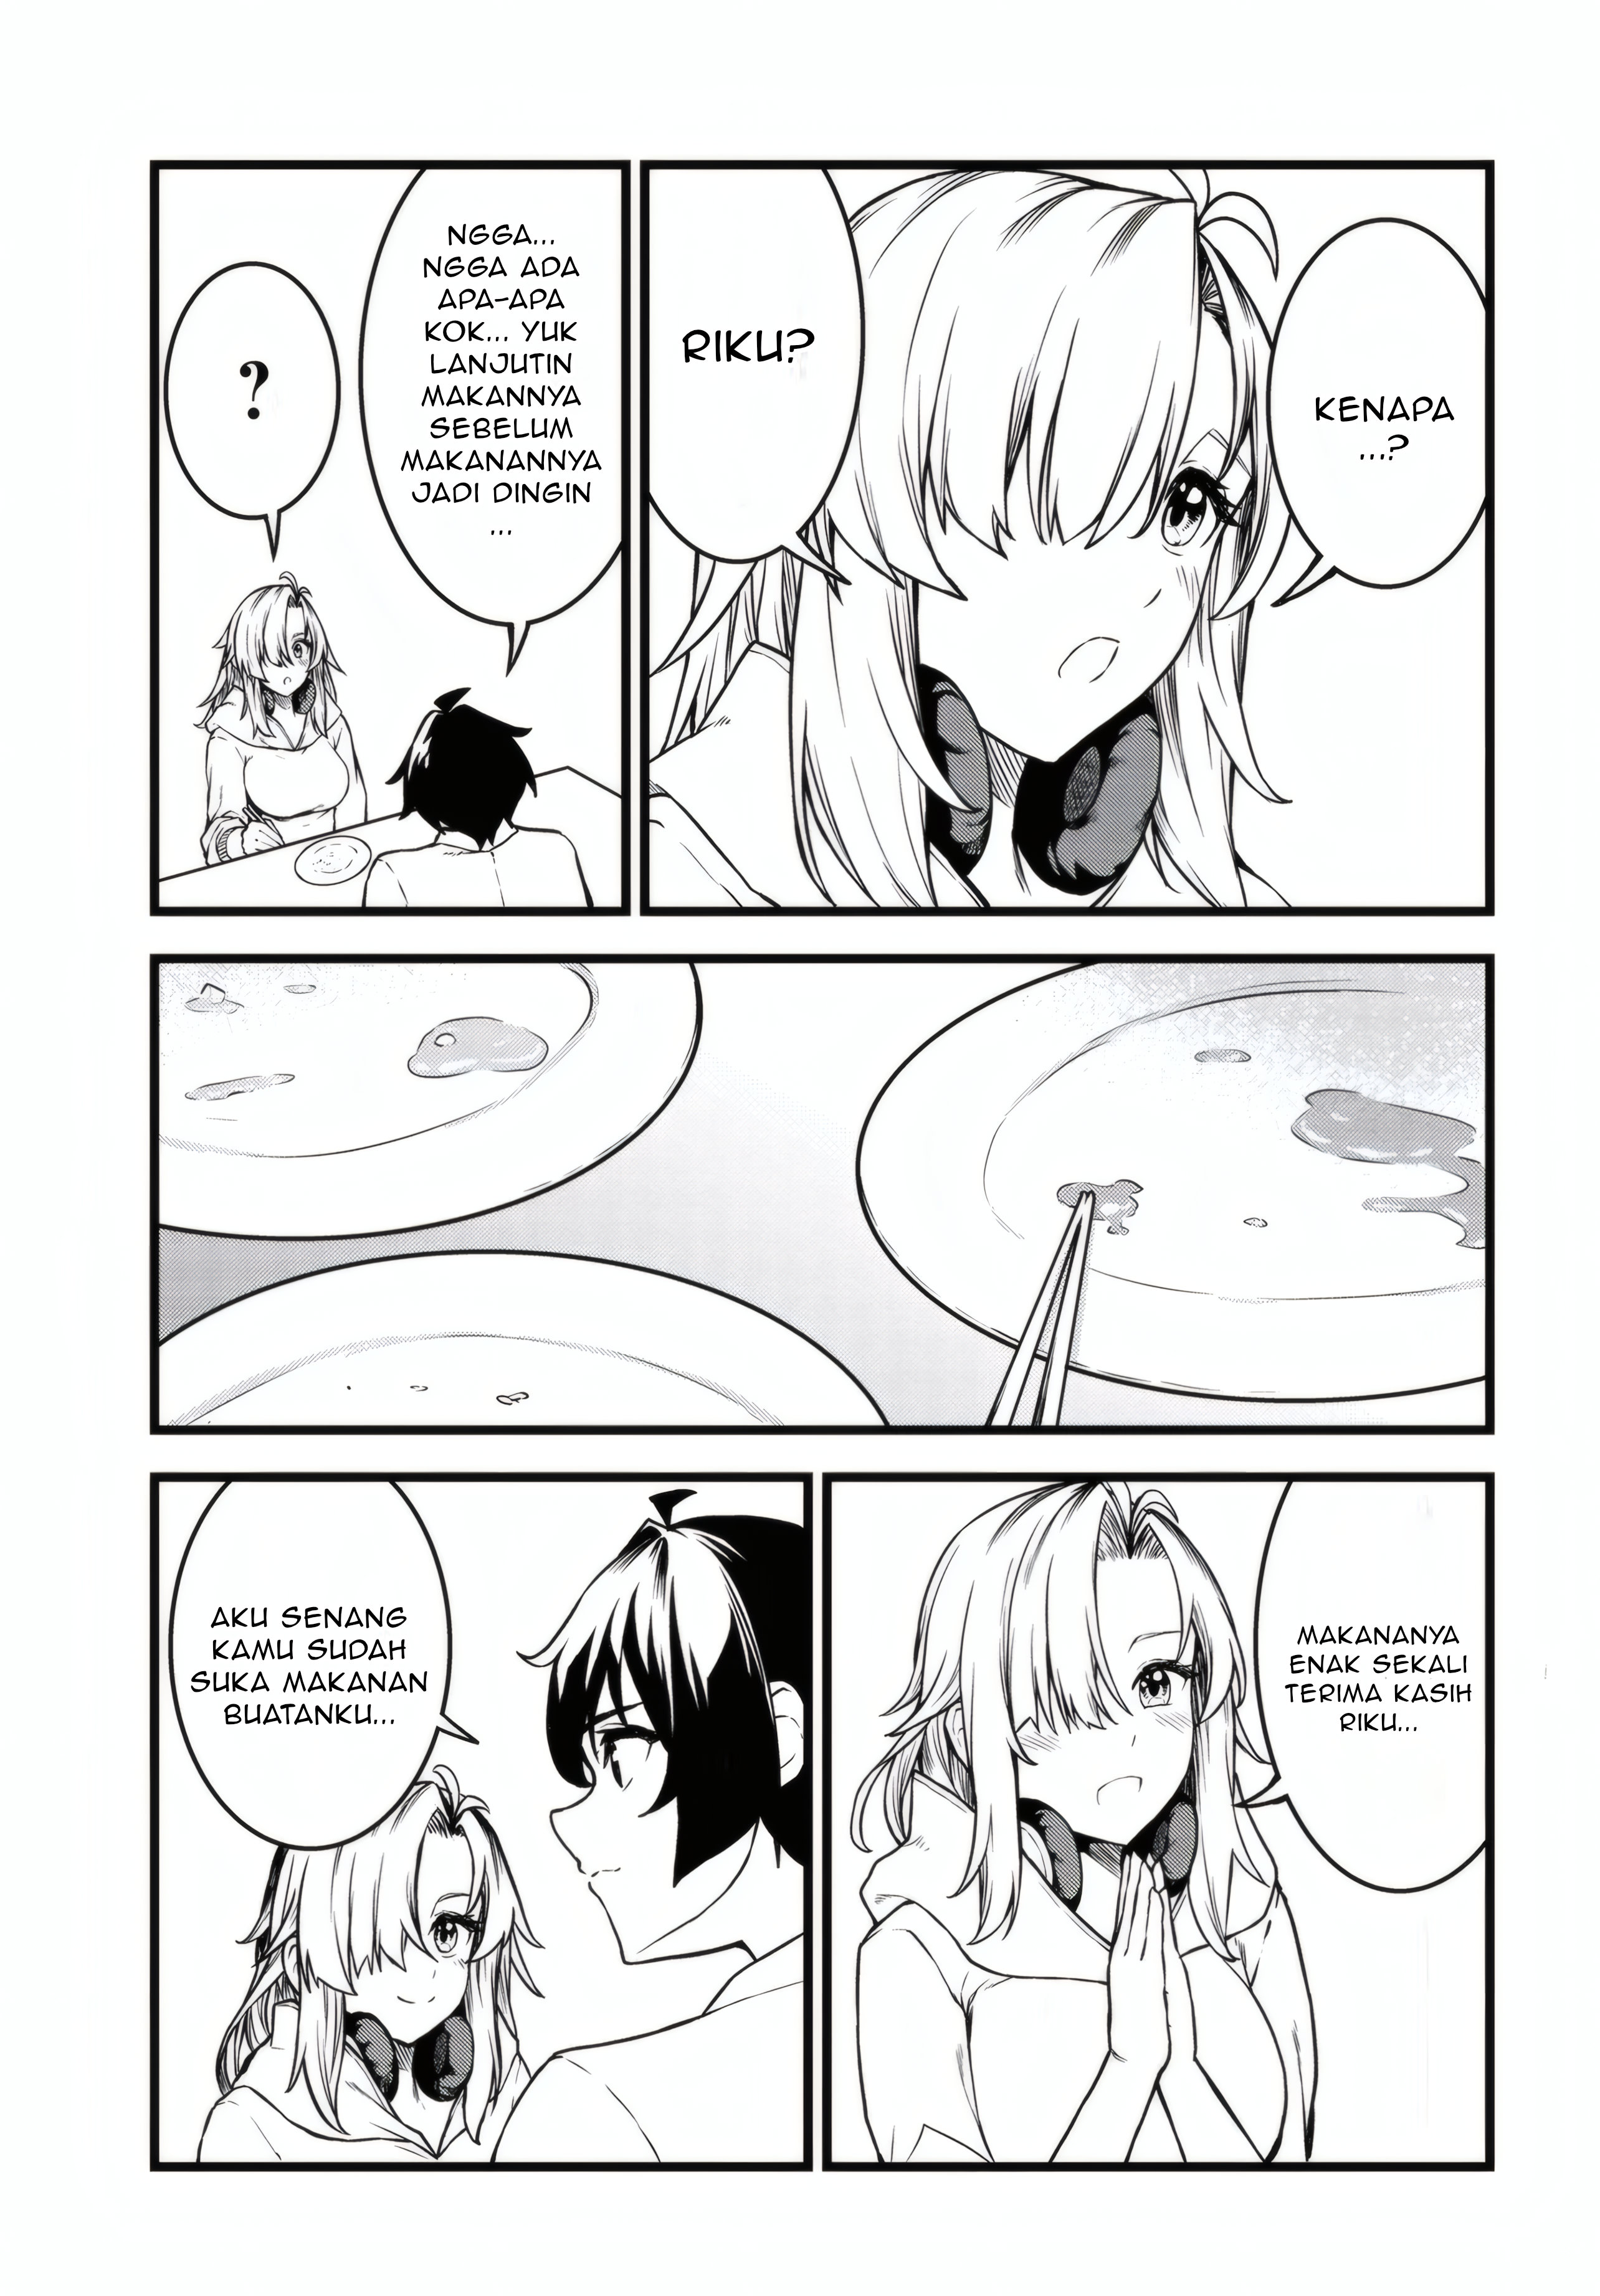 KENAPA
...?
RIKU?
NGGA...
NGGA ADA
APA-APA
KOK... YUK
LANJUTIN
MAKANNYA
SEBELUM
MAKANANNYA
JADI DINGIN
...
?
MAKANANYA
ENAK SEKALI
TERIMA KASIH
RIKU...
AKU SENANG
KAMU SUDAH
SUKA MAKANAN
BUATANKU...